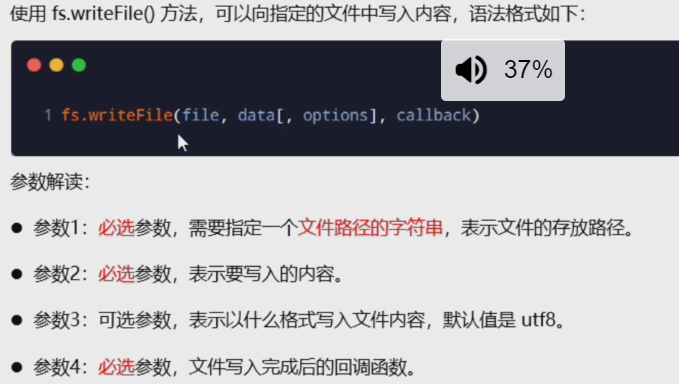 使用 fs.writeFile() 方法，可以向指定的文件中写入内容，语法格式如下：
37%
1 fs.writeFile(file, data[, options], callback)
参数解读：
● 参数1：必选参数，需要指定一个文件路径的字符串，表示文件的存放路径。
● 参数2：必选参数，表示要写入的内容。
● 参数3：可选参数，表示以什么格式写入文件内容，默认值是 utf8。
● 参数4：必选参数，文件写入完成后的回调函数。